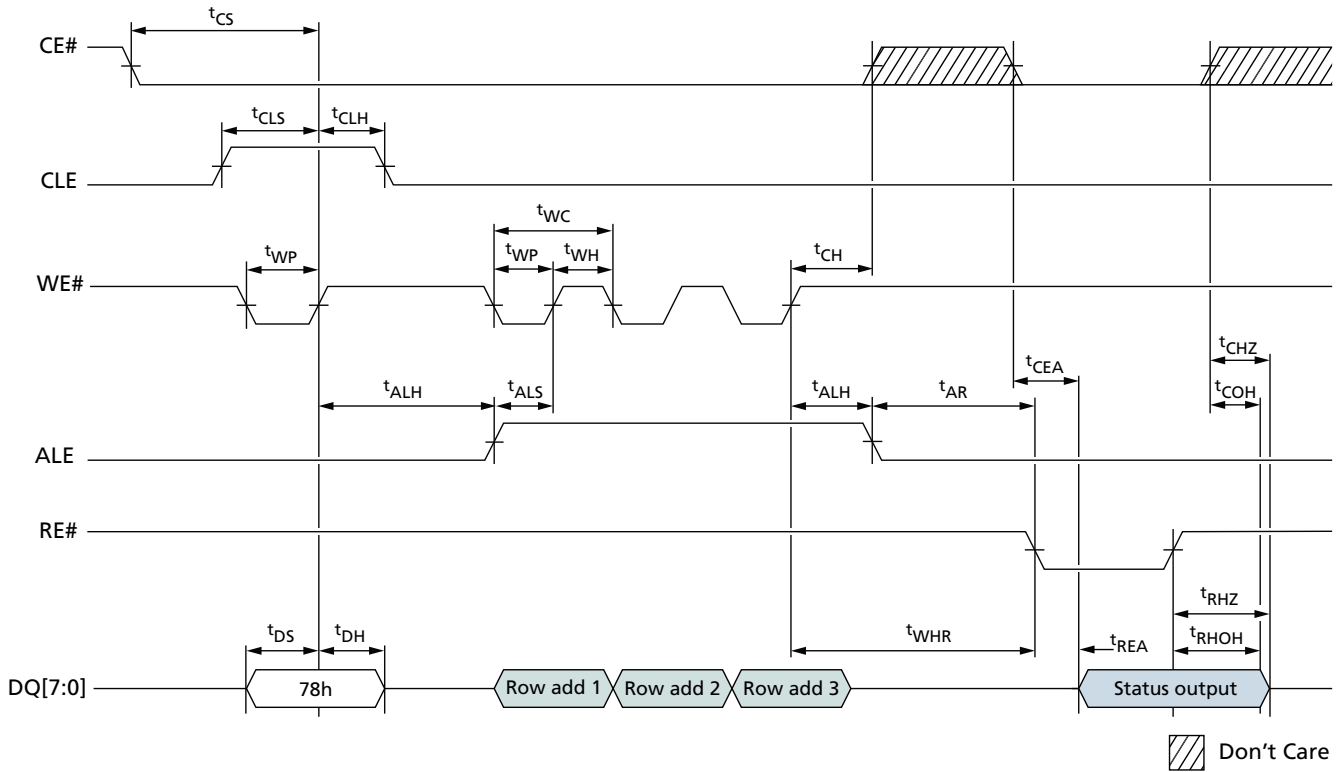 tCS
CE#
tCLS tCLH
CLE
tWC
tWP tWP tWH tCH
WE#
tCHZ
tCEA
tALH tALS tALH tAR tCOH
ALE
RE#
tRHZ
tDS tDH tWHR tREA tRHOH
DQ[7:0] 78h Row add 1 Row add 2 Row add 3 Status output
Don't Care